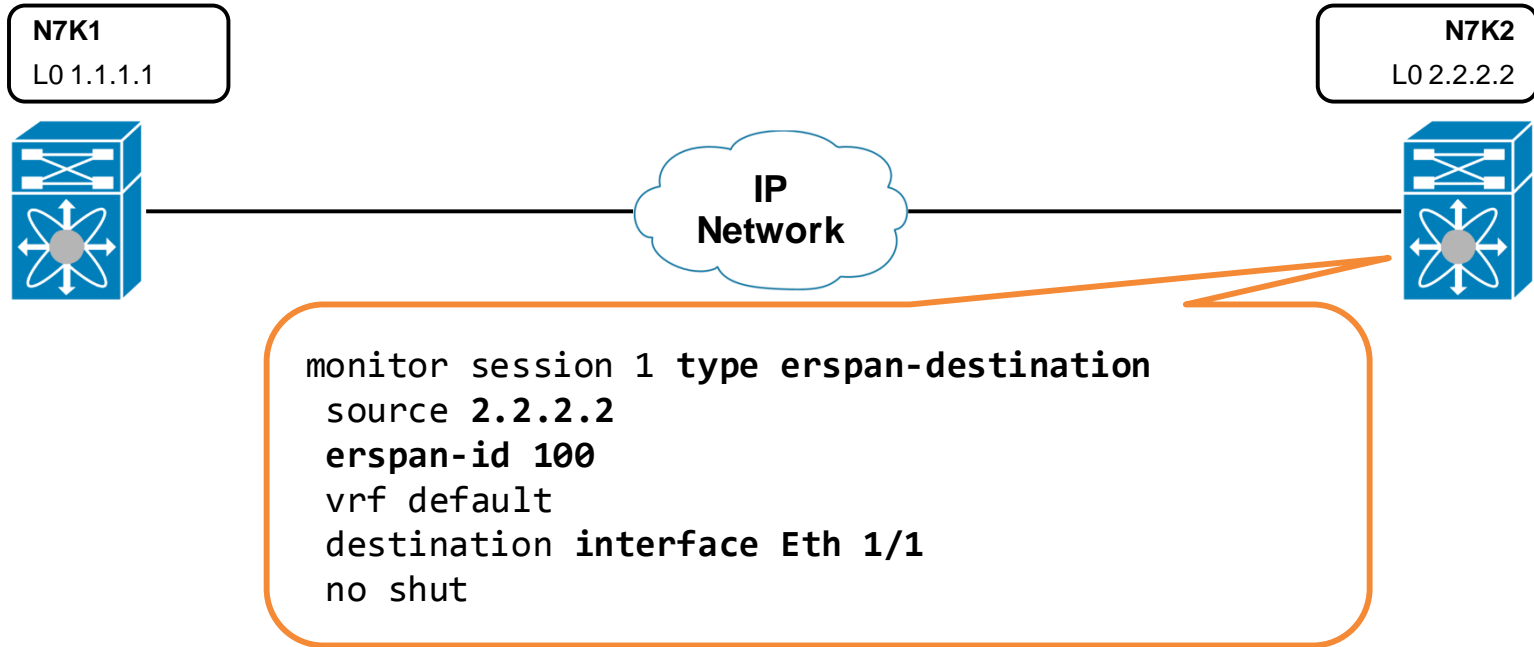 N7K1
L0 1.1.1.1
N7K2
L0 2.2.2.2
IP
Network
monitor session 1 type erspan-destination
source 2.2.2.2
erspan-id 100
vrf default
destination interface Eth 1/1
no shut